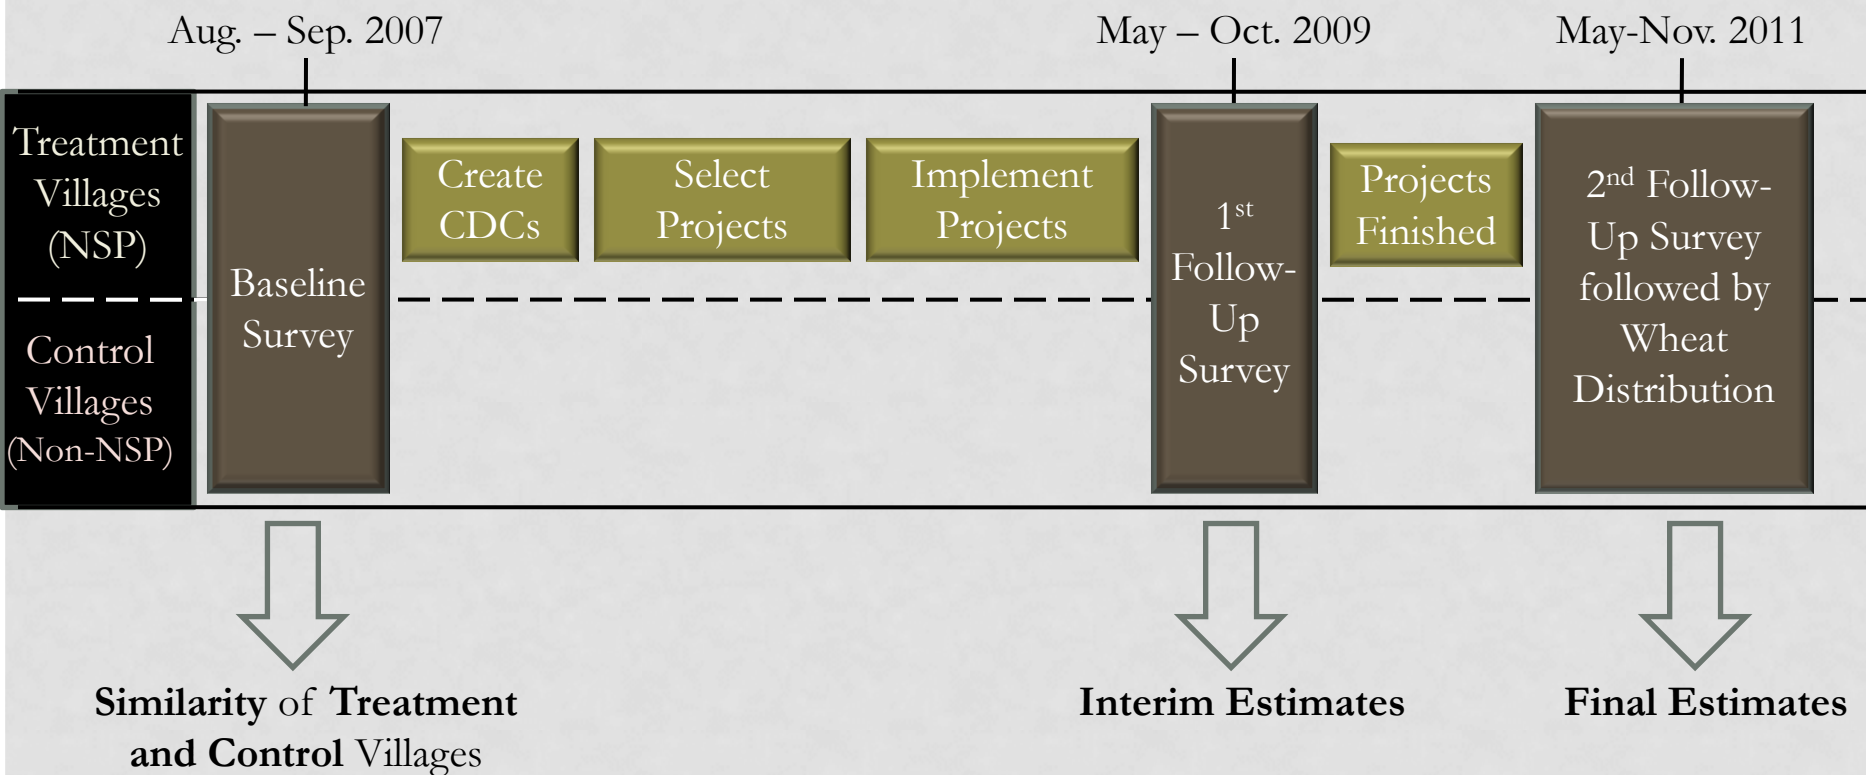 Aug. – Sep. 2007
May – Oct. 2009
May-Nov. 2011
Treatment
Villages
(NSP)
Control
Villages
(Non-NSP)
Baseline
Survey
Create
CDCs
Select
Projects
Implement
Projects
1st
Follow-
Up
Survey
Projects
Finished
2nd Follow-
Up Survey
followed by
Wheat
Distribution
Similarity of Treatment
and Control Villages
Interim Estimates
Final Estimates